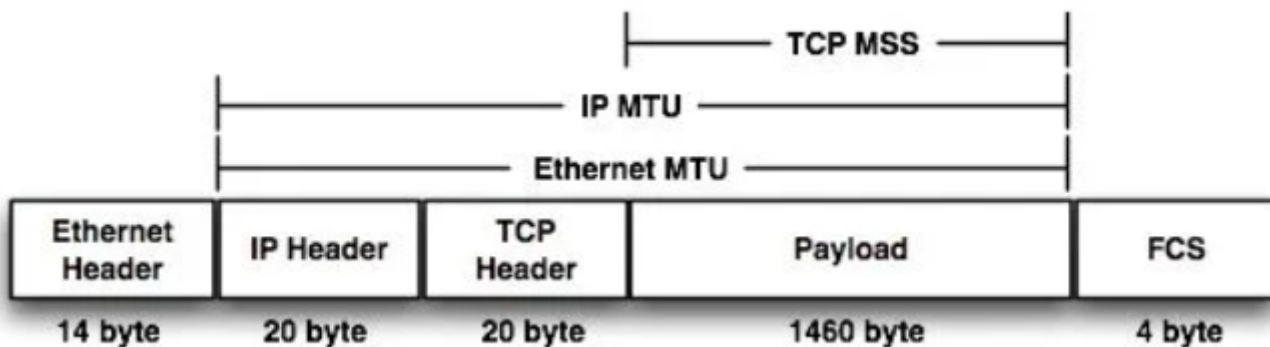 TCP MSS
IP MTU
Ethernet MTU
Ethernet
Header
IP Header
TCP
Header
Payload
FCS
14 byte
20 byte
20 byte
1460 byte
4 byte